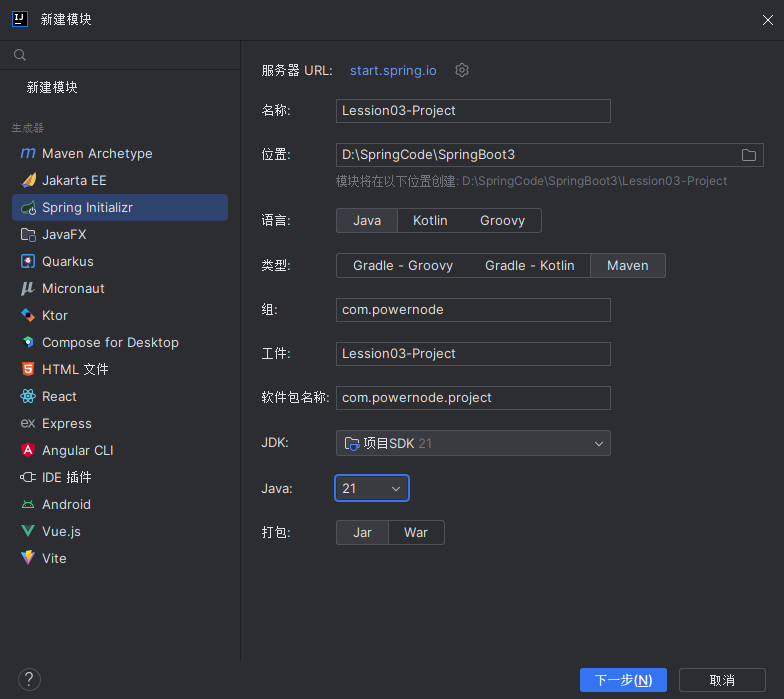 新建模块
新建模块
生成器
Maven Archetype
Jakarta EE
Spring Initializr
JavaFX
Quarkus
Micronaut
Ktor
Compose for Desktop
HTML 文件
React
Express
Angular CLI
IDE 插件
Android
Vue.js
Vite
服务器 URL: start.spring.io
名称: Lession03-Project
位置: D:\SpringCode\SpringBoot3
模块将在以下位置创建: D:\SpringCode\SpringBoot3\Lession03-Project
语言: Java Kotlin Groovy
类型: Gradle - Groovy Gradle - Kotlin Maven
组: com.powernode
工件: Lession03-Project
软件包名称: com.powernode.project
JDK: 项目SDK 21
Java: 21
打包: Jar War
? 下一步(N) 取消